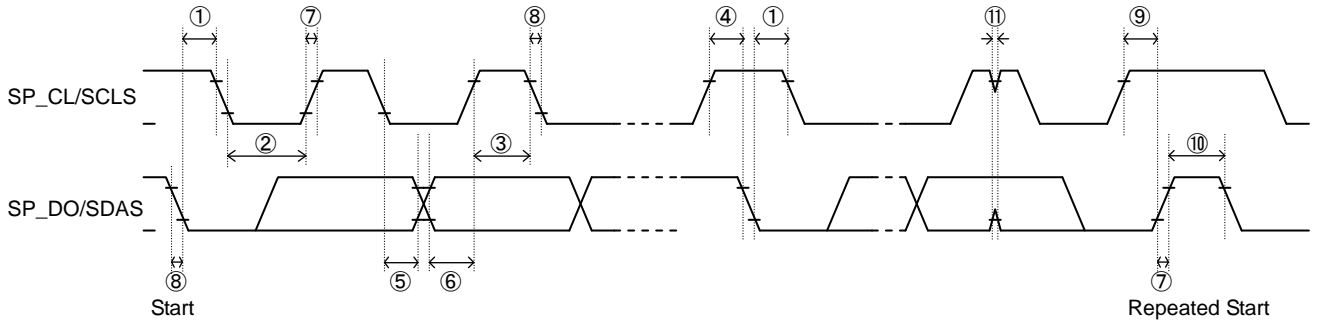 ① ⑦ ⑧ ④ ① ⑪ ⑨
SP_CL/SCLS
② ③ ⑩
SP_DO/SDAS
⑧ ⑤ ⑥ ⑦
Start Repeated Start